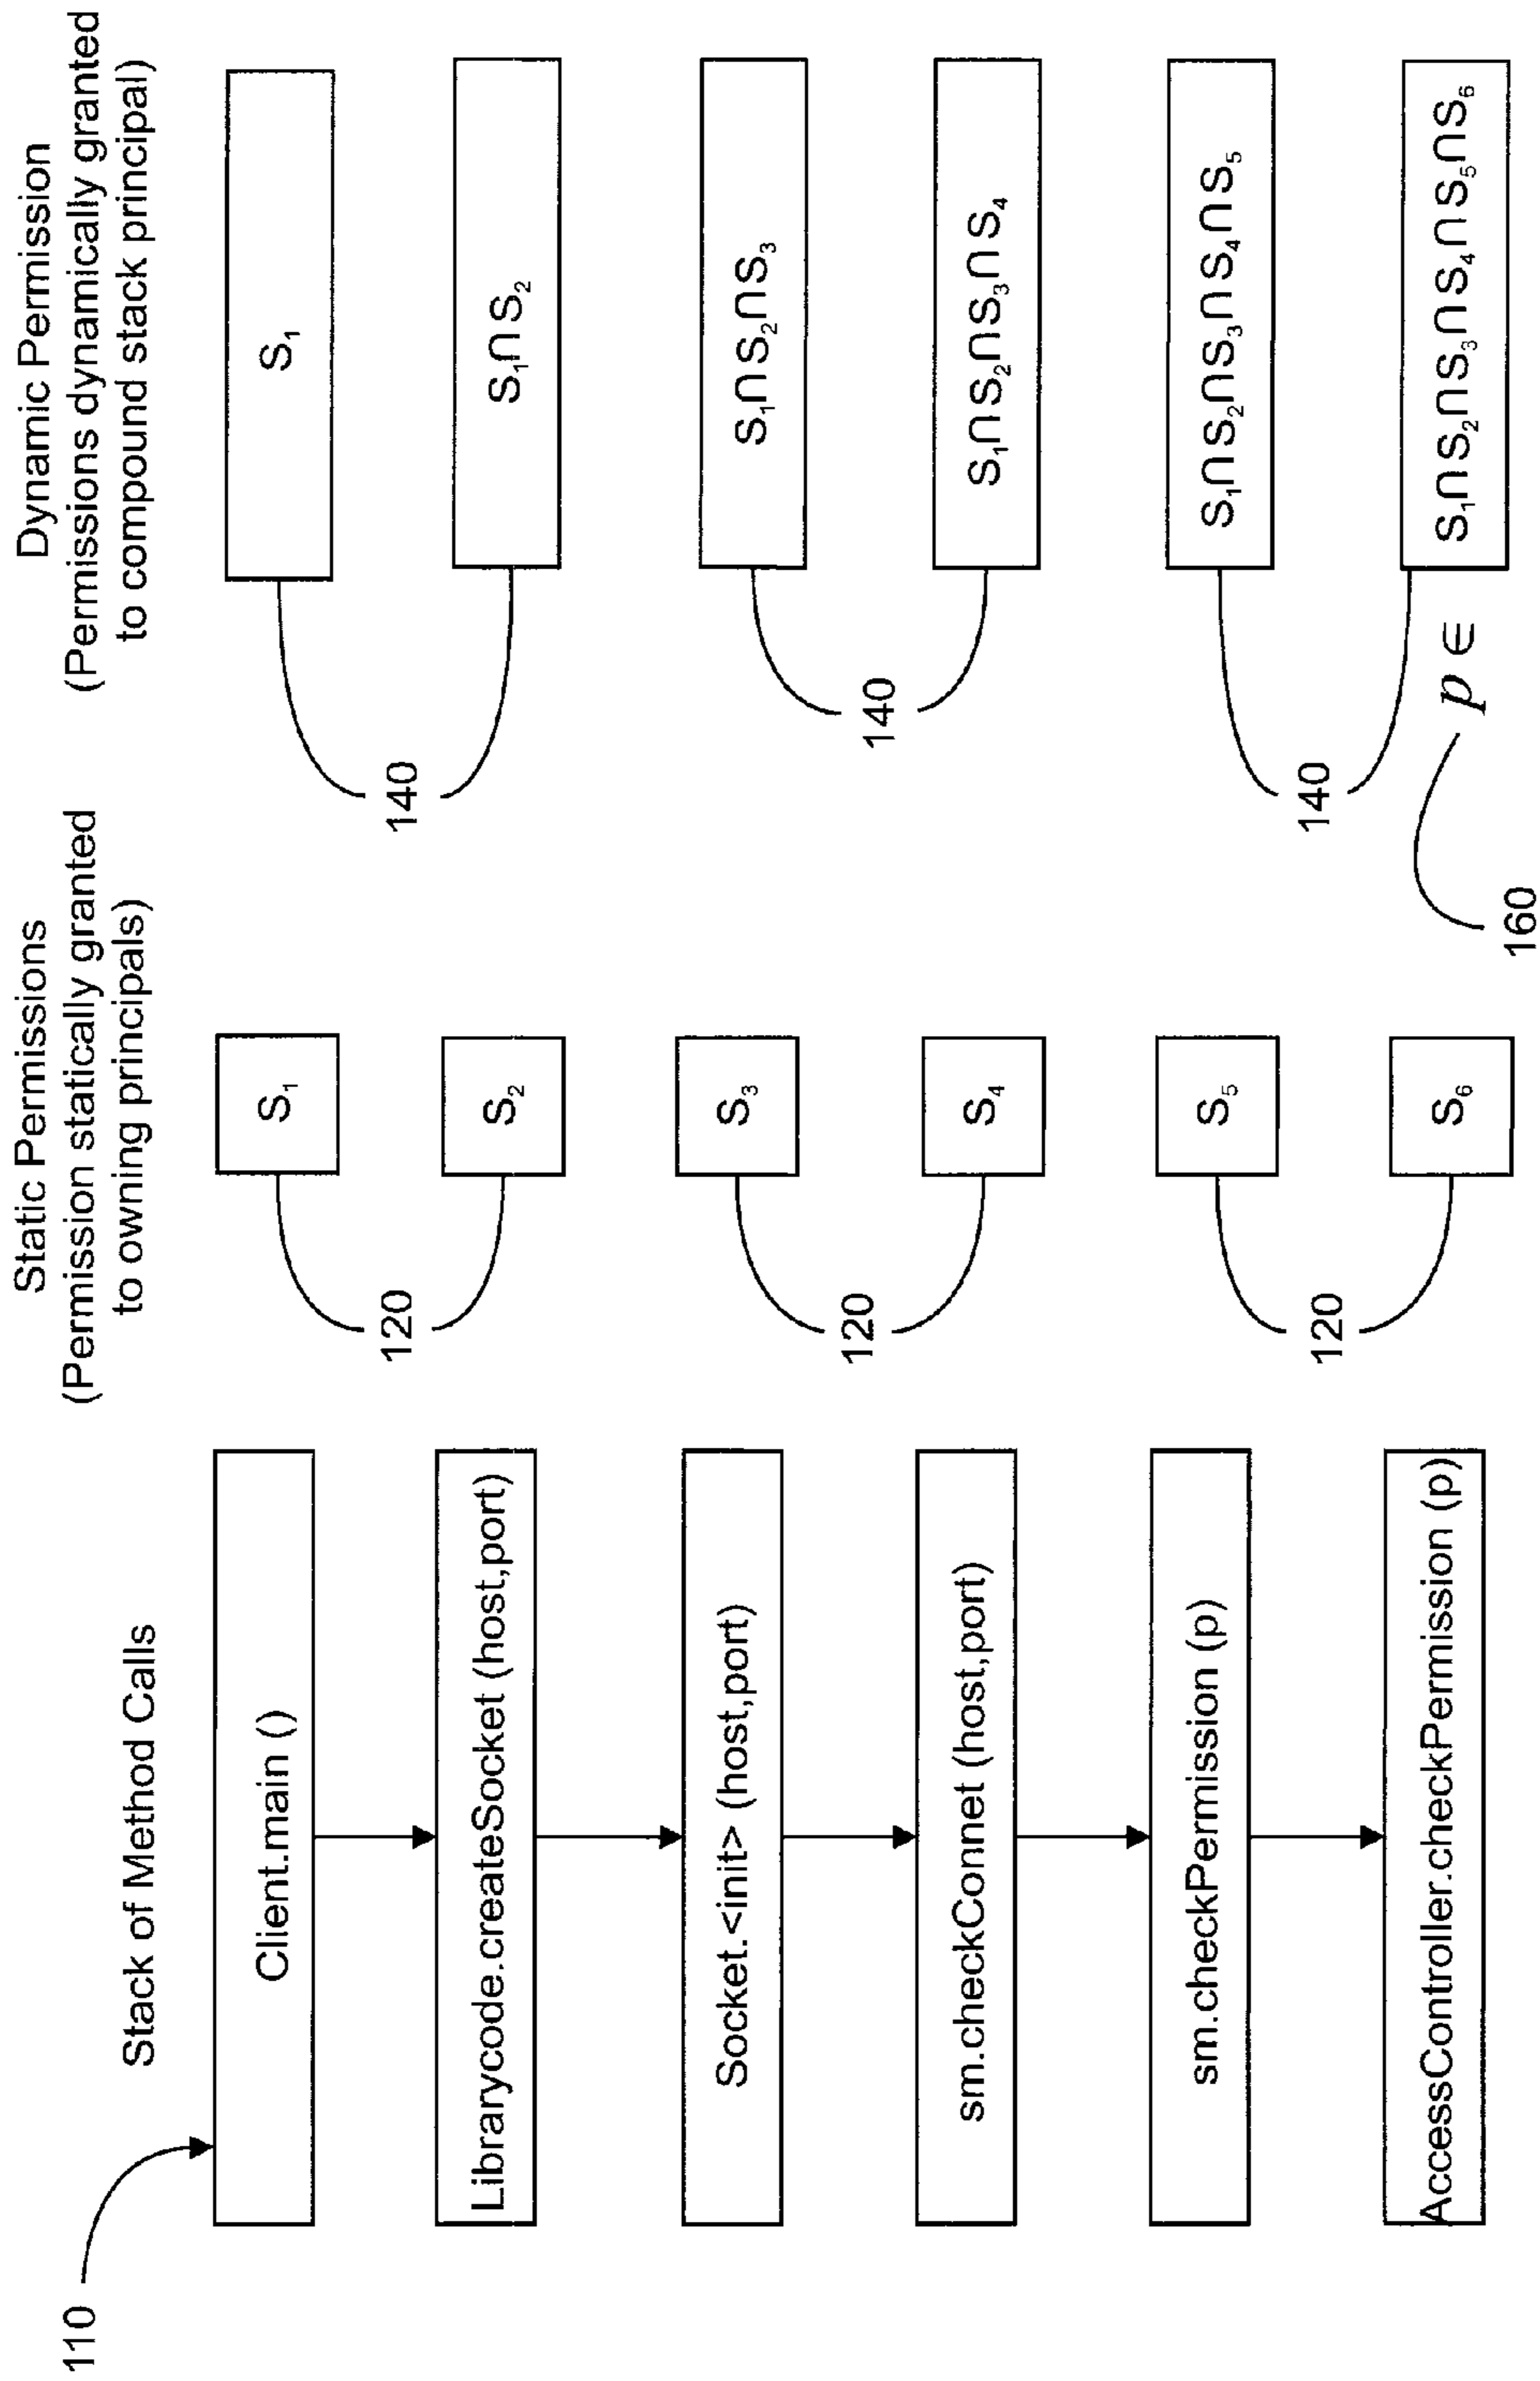 Stack of Method Calls
110
Client.main ()
Librarycode.createSocket (host,port)
Socket.<init> (host,port)
sm.checkConnet (host,port)
sm.checkPermission (p)
AccessController.checkPermission (p)
Static Permissions
(Permission statically granted
to owning principals)
S₁
S₂
120
S₃
S₄
120
S₅
S₆
120
Dynamic Permission
(Permissions dynamically granted
to compound stack principal)
S₁
S₁∩S₂
140
S₁∩S₂∩S₃
S₁∩S₂∩S₃∩S₄
140
S₁∩S₂∩S₃∩S₄∩S₅
S₁∩S₂∩S₃∩S₄∩S₅∩S₆
140
p ∈
160